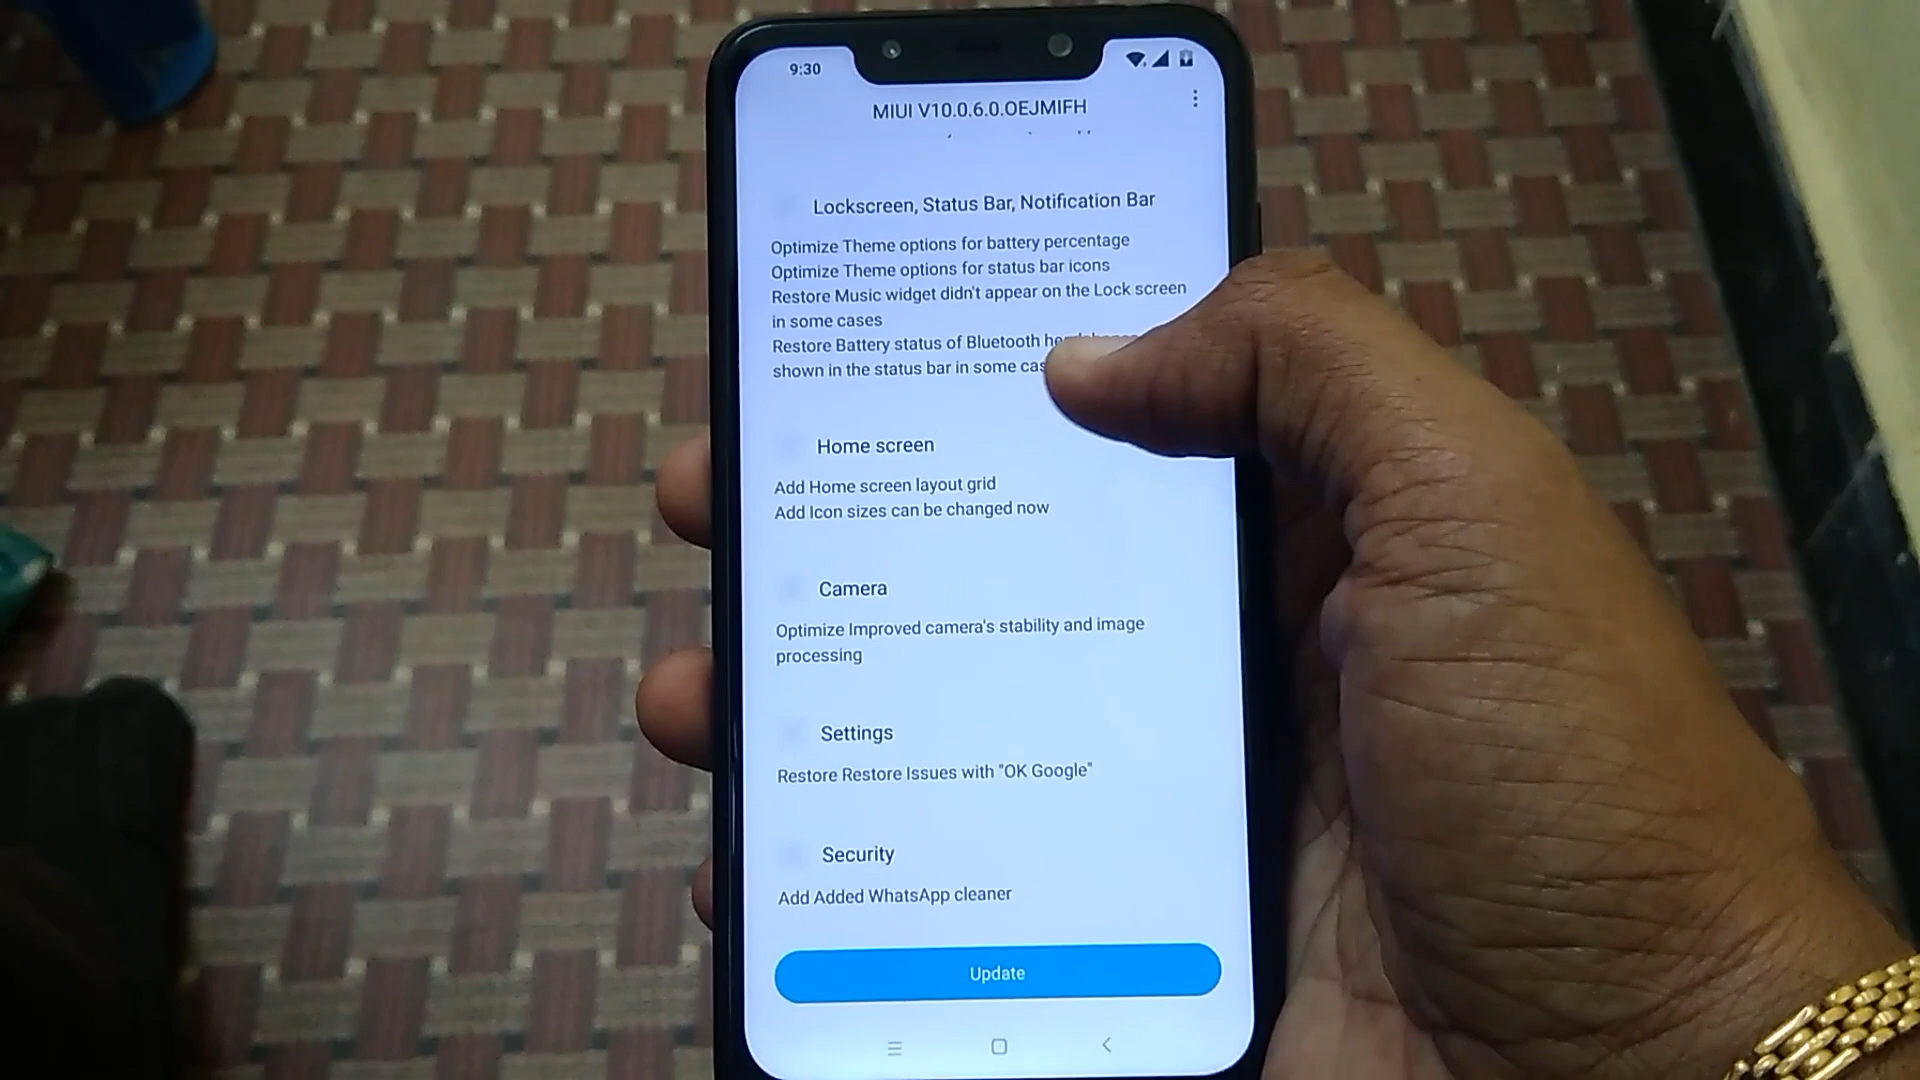 9:30
MIUI V10.0.6.0.OEJMIFH
Lockscreen, Status Bar, Notification Bar
Optimize Theme options for battery percentage
Optimize Theme options for status bar icons
Restore Music widget didn't appear on the Lock screen
in some cases
Restore Battery status of Bluetooth
shown in the status bar in some
Home screen
Add Home screen layout grid
Add Icon sizes can be changed now
Camera
Optimize Improved camera's stability and image
processing
Settings
Restore Restore Issues with "OK Google"
Security
Add Added WhatsApp cleaner
Update